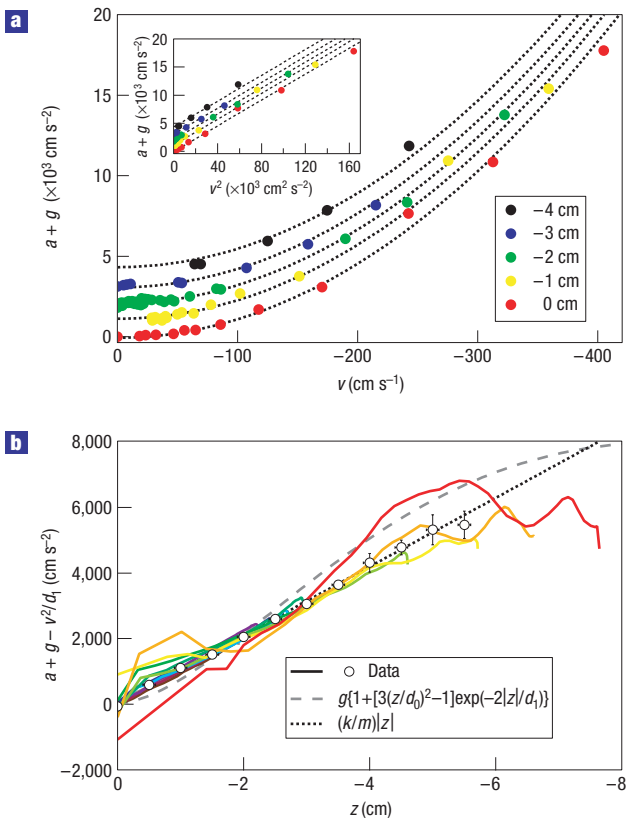 a
20
15
10
5
0
a + g (×10³ cm s⁻²)
0
−100
−200
−300
−400
v (cm s⁻¹)
20
15
10
5
0
a + g (×10³ cm s⁻²)
0
40
80
120
160
v² (×10³ cm² s⁻²)
−4 cm
−3 cm
−2 cm
−1 cm
0 cm
b
8,000
6,000
4,000
2,000
0
−2,000
a + g − v²/d₁ (cm s⁻²)
0
−2
−4
−6
−8
z (cm)
Data
g{1+[3(z/d₀)²−1]exp(−2|z|/d₁)}
(k/m)|z|